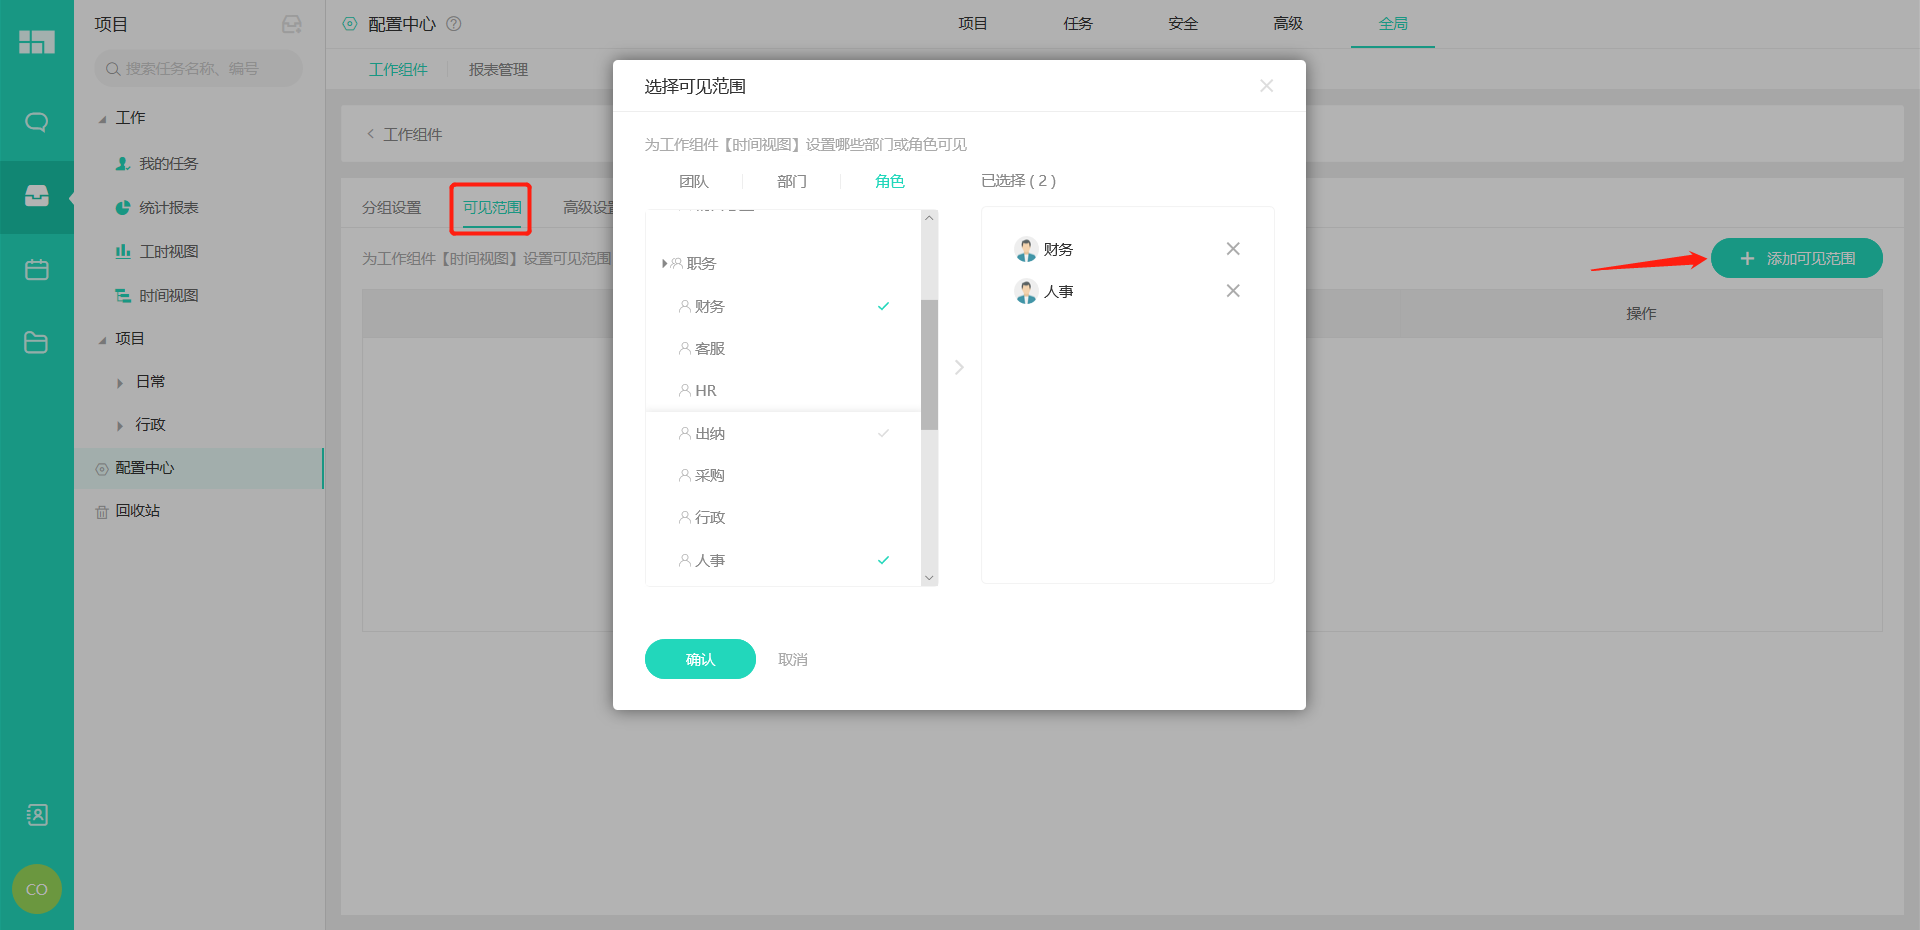 项目
搜索任务名称、编号
工作
我的任务
统计报表
工时视图
时间视图
项目
日常
行政
配置中心
回收站
CO
配置中心
项目
任务
安全
高级
全局
工作组件
报表管理
工作组件
分组设置
可见范围
高级设置
为工作组件【时间视图】设置可见范围
添加可见范围
操作
选择可见范围
为工作组件【时间视图】设置哪些部门或角色可见
团队
部门
角色
职务
财务
客服
HR
出纳
采购
行政
人事
已选择 ( 2 )
财务
人事
确认
取消